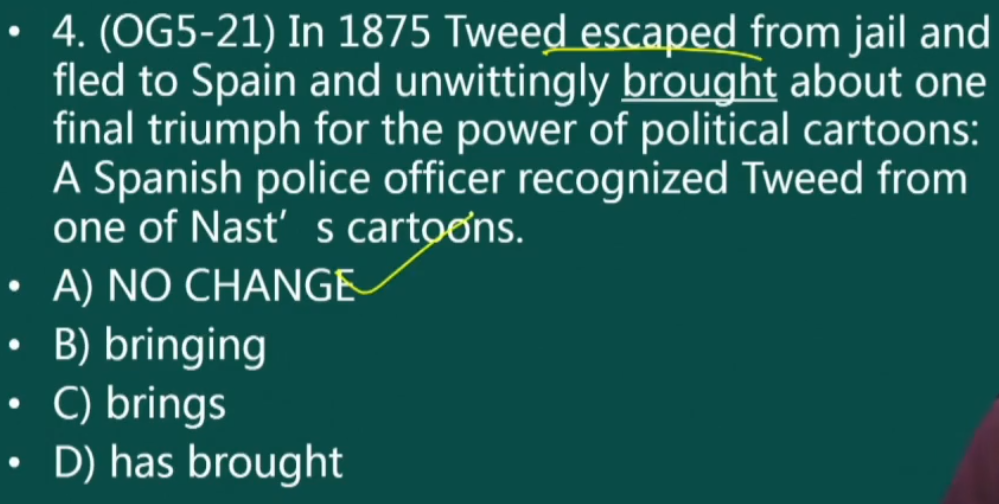 • 4. (OG5-21) In 1875 Tweed escaped from jail and
fled to Spain and unwittingly brought about one
final triumph for the power of political cartoons:
A Spanish police officer recognized Tweed from
one of Nast’ s cartoons.
• A) NO CHANGE
• B) bringing
• C) brings
• D) has brought